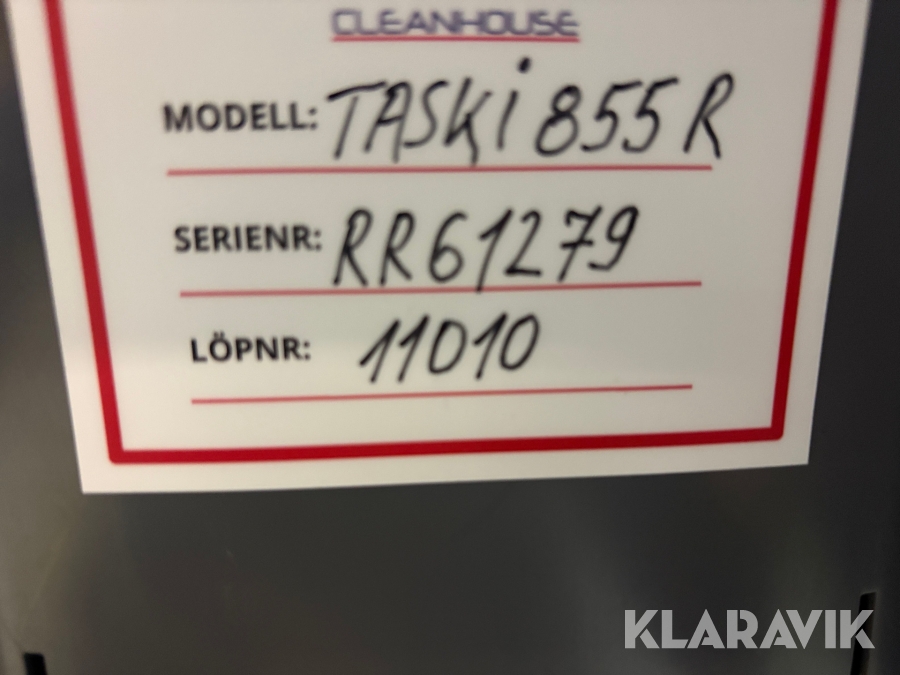 CLEANHOUSE
MODELL: TASKi 855 R
SERIENR: RR61279
LÖPNR: 11010
KLARAVIK